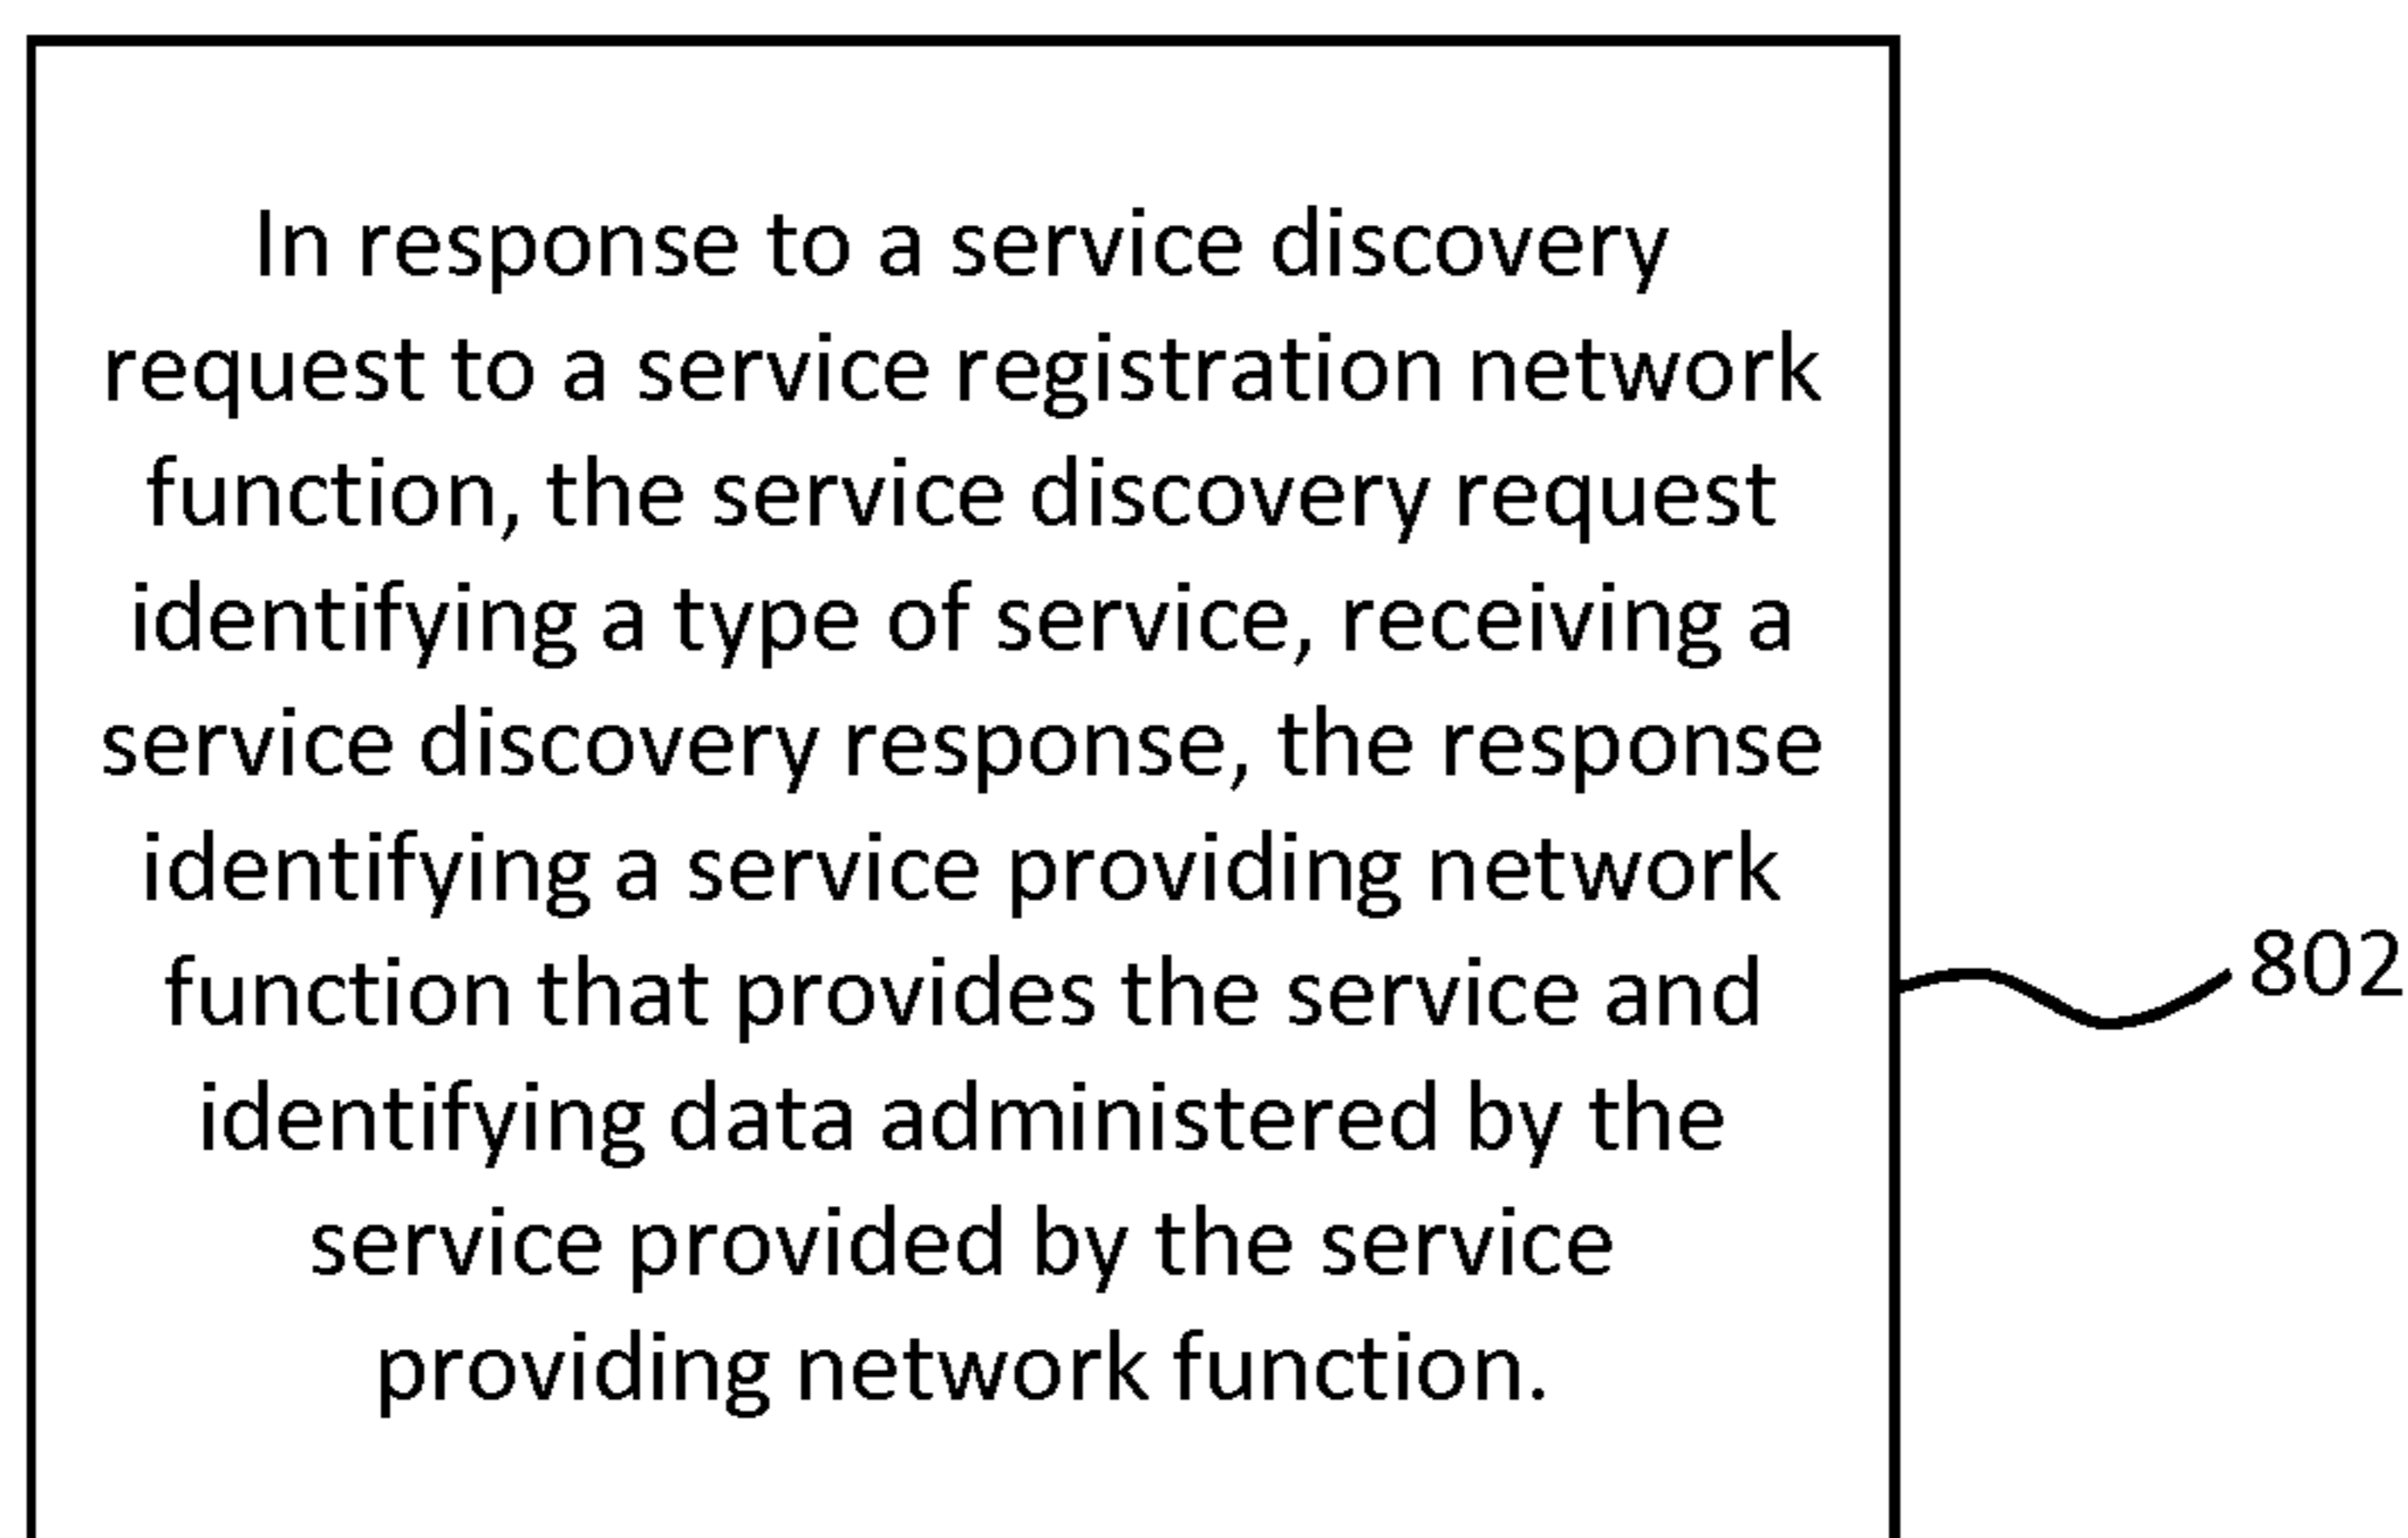 In response to a service discovery
request to a service registration network
function, the service discovery request
identifying a type of service, receiving a
service discovery response, the response
identifying a service providing network
function that provides the service and
identifying data administered by the
service provided by the service
providing network function.
802